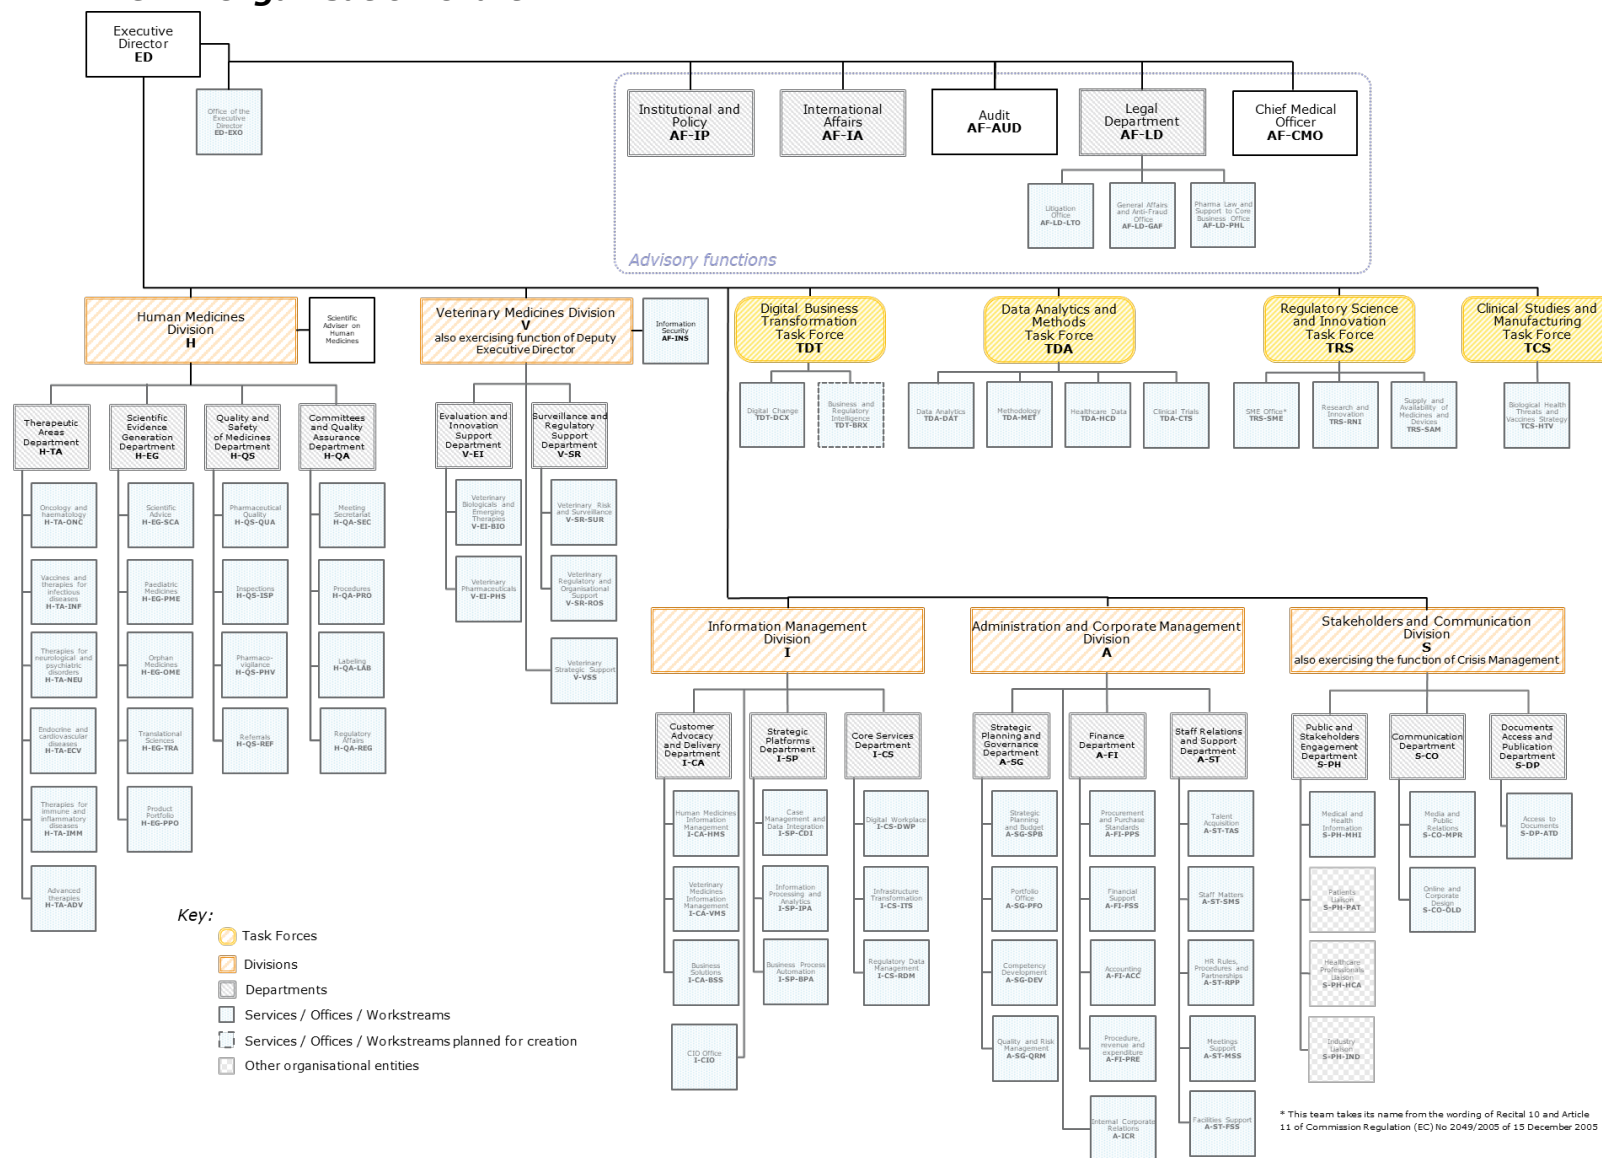 Executive
Director
ED
Office of the
Executive
Director
ED-EXO
Institutional and
Policy
AF-IP
International
Affairs
AF-IA
Audit
AF-AUD
Legal
Department
AF-LD
Chief Medical
Officer
AF-CMO
Litigation
Office
AF-LD-LTO
General Affairs
and Anti-Fraud
Office
AF-LD-GAF
Pharma Law and
Support to Core
Business Office
AF-LD-PHL
Advisory functions
Human Medicines
Division
H
Scientific
Adviser on
Human
Medicines
Veterinary Medicines Division
V
also exercising function of Deputy
Executive Director
Information
Security
AF-INS
Digital Business
Transformation
Task Force
TDT
Data Analytics and
Methods
Task Force
TDA
Regulatory Science
and Innovation
Task Force
TRS
Clinical Studies and
Manufacturing
Task Force
TCS
Digital Change
TDT-DCX
Business and
Regulatory
Intelligence
TDT-BRX
Data Analytics
TDA-DAT
Methodology
TDA-MET
Healthcare Data
TDA-HCD
Clinical Trials
TDA-CTS
SME Office*
TRS-SME
Research and
Innovation
TRS-RNI
Supply and
Availability of
Medicines and
Devices
TRS-SAM
Biological Health
Threats and
Vaccines Strategy
TCS-HTV
Therapeutic
Areas
Department
H-TA
Scientific
Evidence
Generation
Department
H-EG
Quality and
Safety
of Medicines
Department
H-QS
Committees
and Quality
Assurance
Department
H-QA
Evaluation and
Innovation
Support
Department
V-EI
Surveillance and
Regulatory
Support
Department
V-SR
Oncology and
haematology
H-TA-ONC
Scientific
Advice
H-EG-SCA
Pharmaceutical
Quality
H-QS-QUA
Meeting
Secretariat
H-QA-SEC
Veterinary
Biologicals and
Emerging
Therapies
V-EI-BIO
Veterinary Risk
and Surveillance
V-SR-SUR
Vaccines and
therapies for
infectious
diseases
H-TA-INF
Paediatric
Medicines
H-EG-PME
Inspections
H-QS-ISP
Procedures
H-QA-PRO
Veterinary
Pharmaceuticals
V-EI-PHS
Veterinary
Regulatory and
Organisational
Support
V-SR-ROS
Therapies for
neurological and
psychiatric
disorders
H-TA-NEU
Orphan
Medicines
H-EG-OME
Pharmaco-
vigilance
H-QS-PHV
Labeling
H-QA-LAB
Veterinary
Strategic Support
V-VSS
Endocrine and
cardiovascular
diseases
H-TA-ECV
Translational
Sciences
H-EG-TRA
Referrals
H-QS-REF
Regulatory
Affairs
H-QA-REG
Therapies for
immune and
inflammatory
diseases
H-TA-IMM
Product
Portfolio
H-EG-PPO
Advanced
therapies
H-TA-ADV
Information Management
Division
I
Administration and Corporate Management
Division
A
Stakeholders and Communication
Division
S
also exercising the function of Crisis Management
Customer
Advocacy
and Delivery
Department
I-CA
Strategic
Platforms
Department
I-SP
Core Services
Department
I-CS
Strategic
Planning and
Governance
Department
A-SG
Finance
Department
A-FI
Staff Relations
and Support
Department
A-ST
Public and
Stakeholders
Engagement
Department
S-PH
Communication
Department
S-CO
Documents
Access and
Publication
Department
S-DP
Human Medicines
Information
Management
I-CA-HMS
Case
Management and
Data Integration
I-SP-CDI
Digital Workplace
I-CS-DWP
Strategic
Planning
and Budget
A-SG-SPB
Procurement
and Purchase
Standards
A-FI-PPS
Talent
Acquisition
A-ST-TAS
Medical and
Health
Information
S-PH-MHI
Media and
Public
Relations
S-CO-MPR
Access to
Documents
S-DP-ATD
Veterinary
Medicines
Information
Management
I-CA-VMS
Information
Processing and
Analytics
I-SP-IPA
Infrastructure
Transformation
I-CS-ITS
Portfolio
Office
A-SG-PFO
Financial
Support
A-FI-FSS
Staff Matters
A-ST-SMS
Patients
Liaison
S-PH-PAT
Online and
Corporate
Design
S-CO-OLD
Business
Solutions
I-CA-BSS
Business Process
Automation
I-SP-BPA
Regulatory Data
Management
I-CS-RDM
Competency
Development
A-SG-DEV
Accounting
A-FI-ACC
HR Rules,
Procedures and
Partnerships
A-ST-RPP
Healthcare
Professionals
Liaison
S-PH-HCA
CIO Office
I-CIO
Quality and Risk
Management
A-SG-QRM
Procedure,
revenue and
expenditure
A-FI-PRE
Meetings
Support
A-ST-MSS
Industry
Liaison
S-PH-IND
Internal Corporate
Relations
A-ICR
Facilities Support
A-ST-FSS
Key:
Task Forces
Divisions
Departments
Services / Offices / Workstreams
Services / Offices / Workstreams planned for creation
Other organisational entities
* This team takes its name from the wording of Recital 10 and Article
11 of Commission Regulation (EC) No 2049/2005 of 15 December 2005